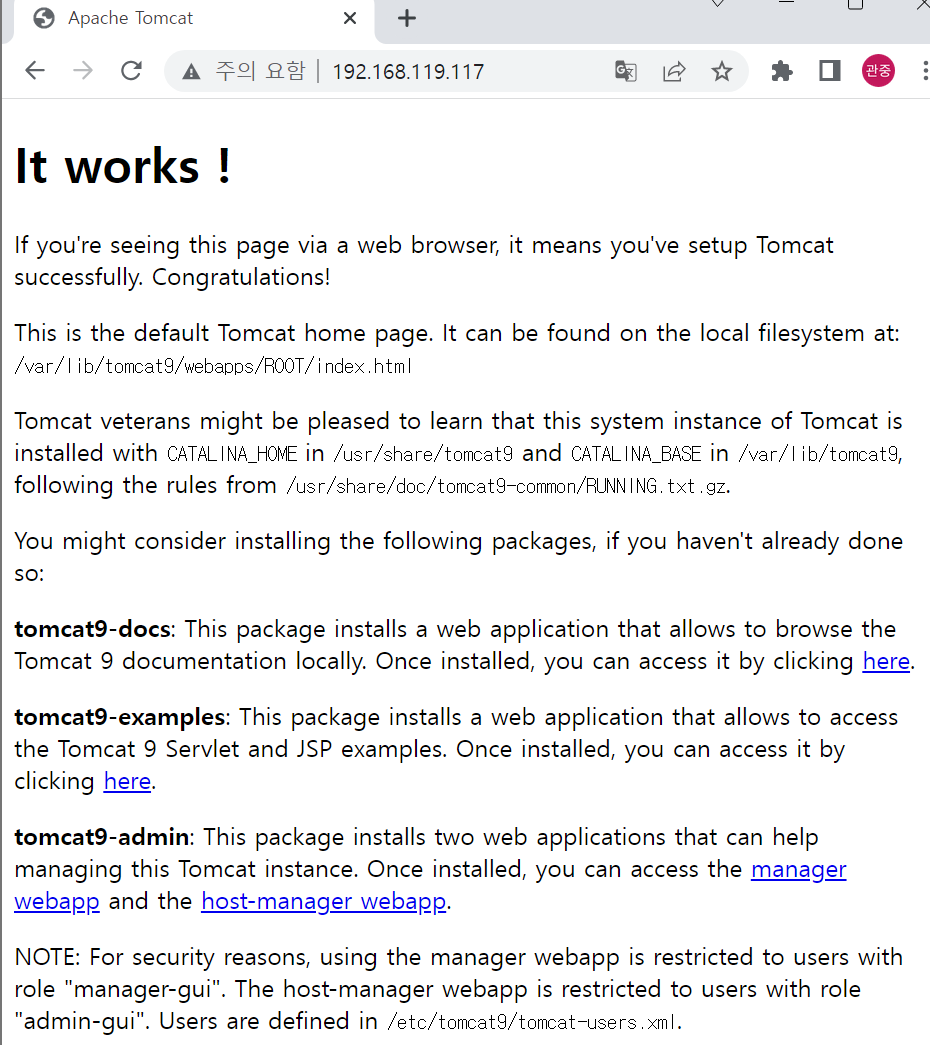 Apache Tomcat
주의 요함 192.168.119.117
관중
It works !
If you're seeing this page via a web browser, it means you've setup Tomcat
successfully. Congratulations!
This is the default Tomcat home page. It can be found on the local filesystem at:
/var/lib/tomcat9/webapps/ROOT/index.html
Tomcat veterans might be pleased to learn that this system instance of Tomcat is
installed with CATALINA_HOME in /usr/share/tomcat9 and CATALINA_BASE in /var/lib/tomcat9,
following the rules from /usr/share/doc/tomcat9-common/RUNNING.txt.gz.
You might consider installing the following packages, if you haven't already done
so:
tomcat9-docs: This package installs a web application that allows to browse the
Tomcat 9 documentation locally. Once installed, you can access it by clicking here.
tomcat9-examples: This package installs a web application that allows to access
the Tomcat 9 Servlet and JSP examples. Once installed, you can access it by
clicking here.
tomcat9-admin: This package installs two web applications that can help
managing this Tomcat instance. Once installed, you can access the manager
webapp and the host-manager webapp.
NOTE: For security reasons, using the manager webapp is restricted to users with
role "manager-gui". The host-manager webapp is restricted to users with role
"admin-gui". Users are defined in /etc/tomcat9/tomcat-users.xml.